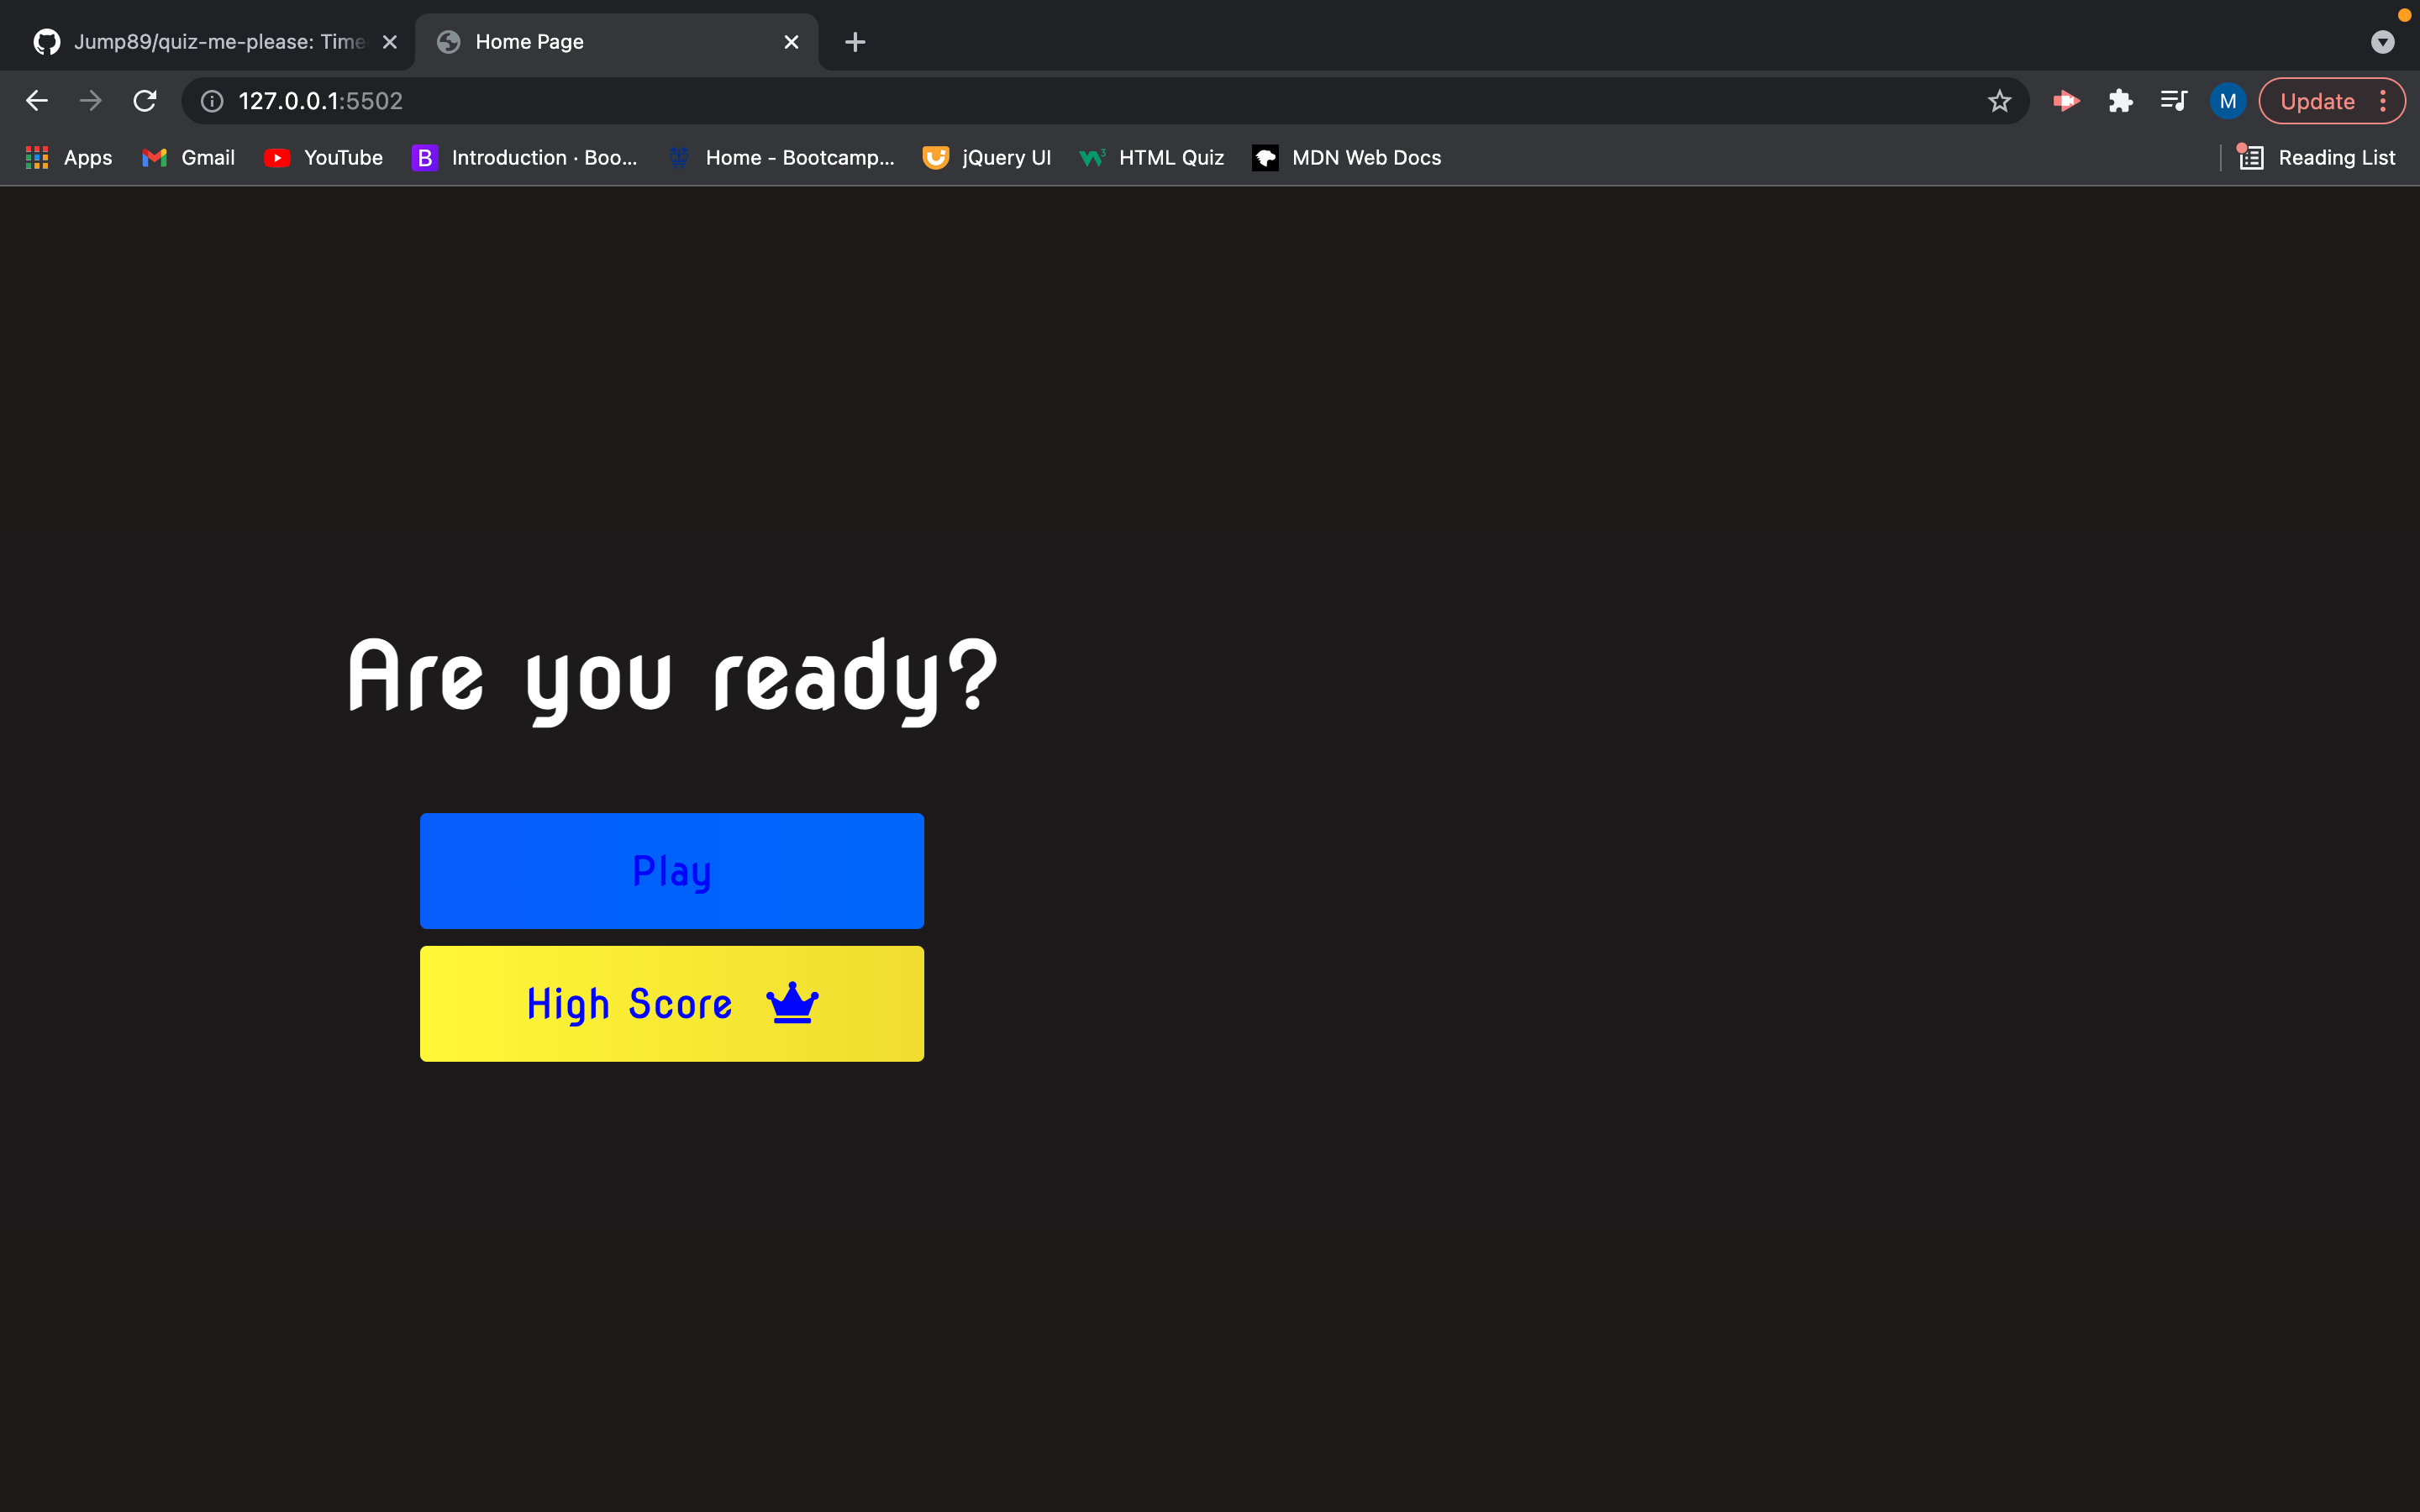 Jump89/quiz-me-please: Time
Home Page
127.0.0.1:5502
M
Update
Apps
Gmail
YouTube
B
Introduction · Boo...
Home - Bootcamp...
jQuery UI
HTML Quiz
MDN Web Docs
Reading List
Are you ready?
Play
High Score